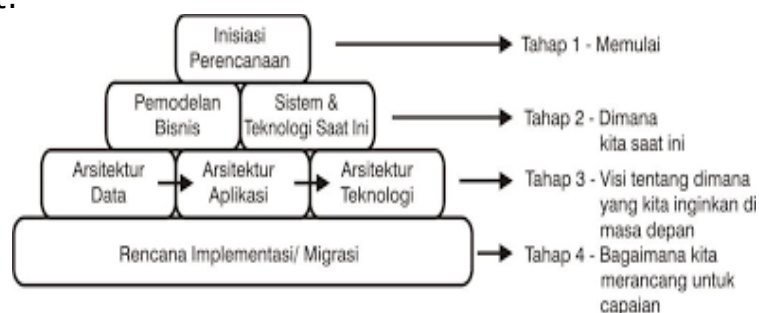 Inisiasi
Perencanaan
Tahap 1 - Memulai
Pemodelan
Bisnis
Sistem &
Teknologi Saat Ini
Tahap 2 - Dimana
kita saat ini
Arsitektur
Data
Arsitektur
Aplikasi
Arsitektur
Teknologi
Tahap 3 - Visi tentang dimana
yang kita inginkan di
masa depan
Rencana Implementasi/ Migrasi
Tahap 4 - Bagaimana kita
merancang untuk
capaian